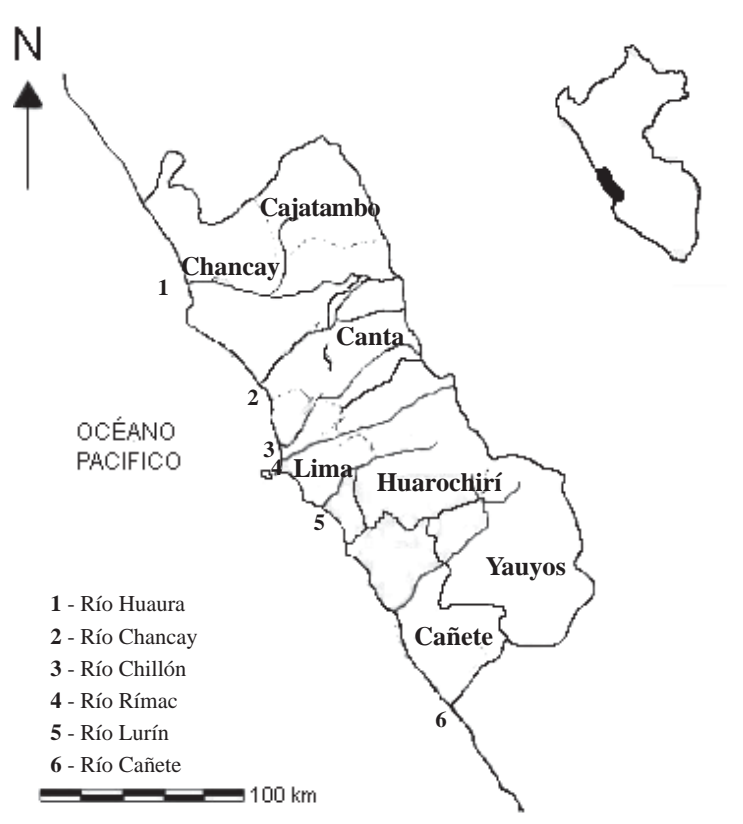 N
Cajatambo
Chancay
1
Canta
2
OCÉANO
PACIFICO
3
4
Lima
Huarochirí
5
Yauyos
Cañete
6
1 - Río Huaura
2 - Río Chancay
3 - Río Chillón
4 - Río Rímac
5 - Río Lurín
6 - Río Cañete
100 km